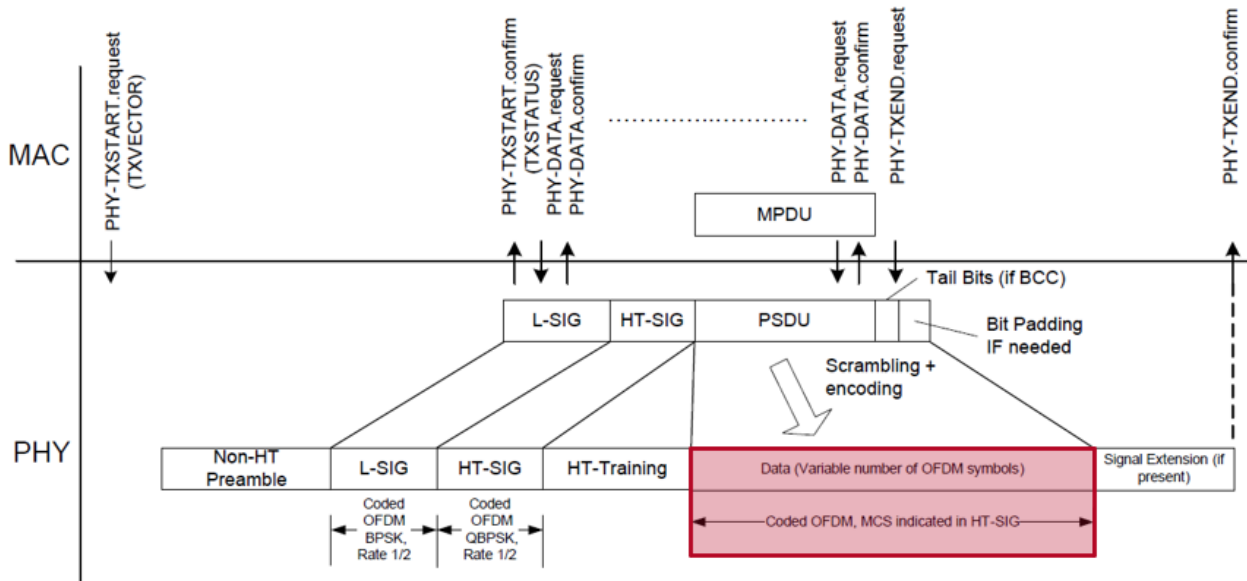 PHY-TXSTART.request
(TXVECTOR)
PHY-TXSTART.confirm
(TXSTATUS)
PHY-DATA.request
PHY-DATA.confirm
PHY-DATA.request
PHY-DATA.confirm
PHY-TXEND.request
PHY-TXEND.confirm
MAC
MPDU
Tail Bits (if BCC)
L-SIG
HT-SIG
PSDU
Bit Padding
IF needed
Scrambling +
encoding
PHY
Non-HT
Preamble
L-SIG
HT-SIG
HT-Training
Data (Variable number of OFDM symbols)
Signal Extension (if
present)
Coded
OFDM
BPSK,
Rate 1/2
Coded
OFDM
QBPSK,
Rate 1/2
Coded OFDM, MCS indicated in HT-SIG